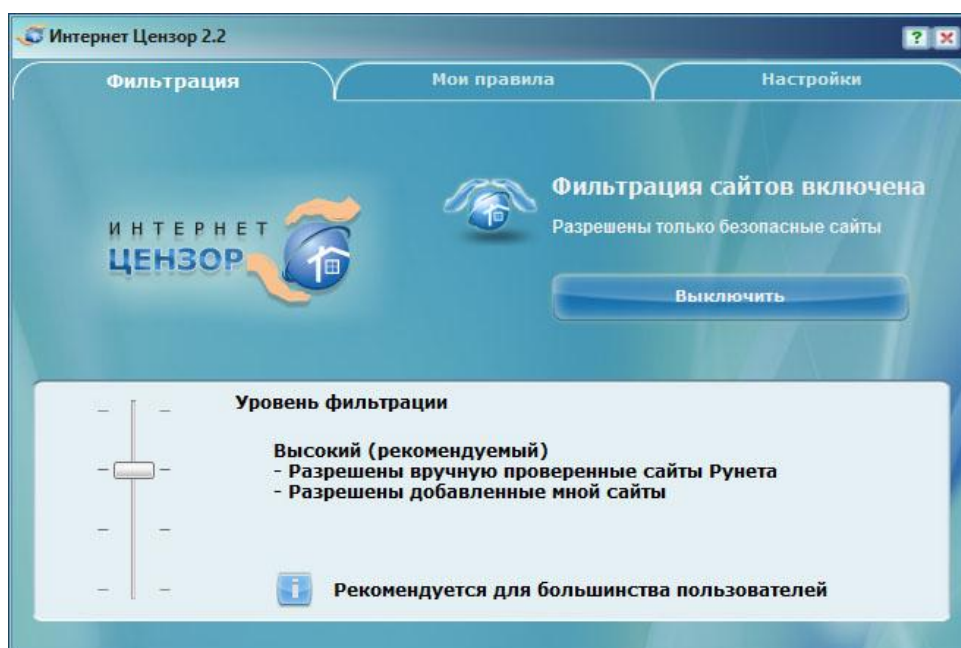 Интернет Цензор 2.2
?
Фильтрация
Мои правила
Настройки
ИНТЕРНЕТ
ЦЕНЗОР
Фильтрация сайтов включена
Разрешены только безопасные сайты
Выключить
Уровень фильтрации
Высокий (рекомендуемый)
- Разрешены вручную проверенные сайты Рунета
- Разрешены добавленные мной сайты
Рекомендуется для большинства пользователей